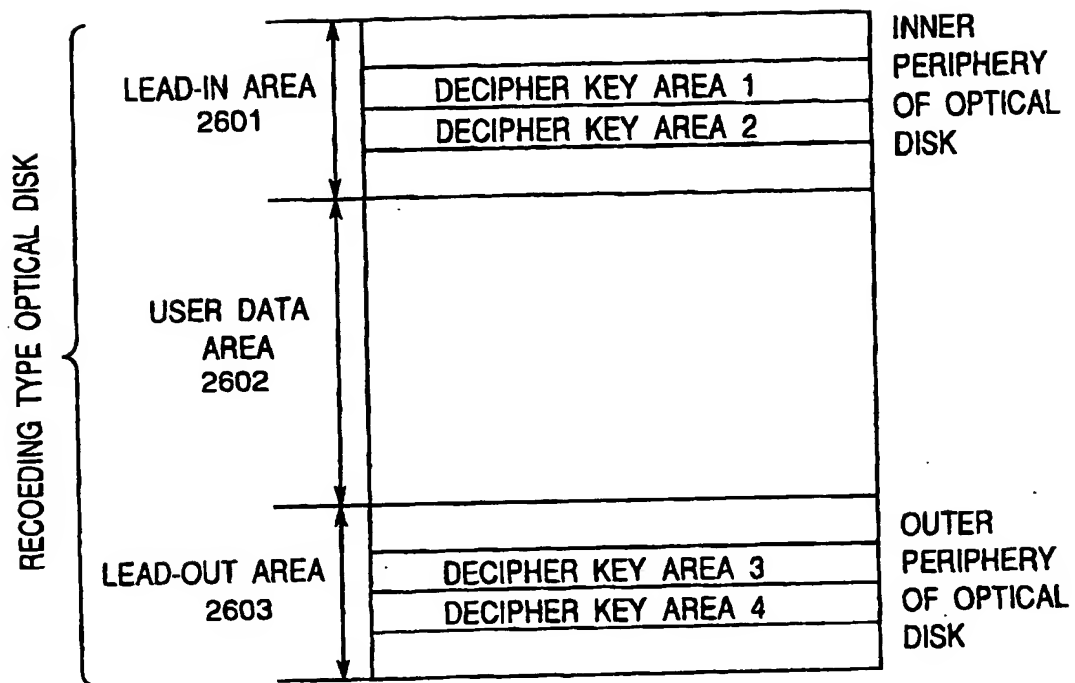 RECOEDING TYPE OPTICAL DISK
LEAD-IN AREA
2601
DECIPHER KEY AREA 1
DECIPHER KEY AREA 2
INNER
PERIPHERY
OF OPTICAL
DISK
USER DATA
AREA
2602
LEAD-OUT AREA
2603
DECIPHER KEY AREA 3
DECIPHER KEY AREA 4
OUTER
PERIPHERY
OF OPTICAL
DISK